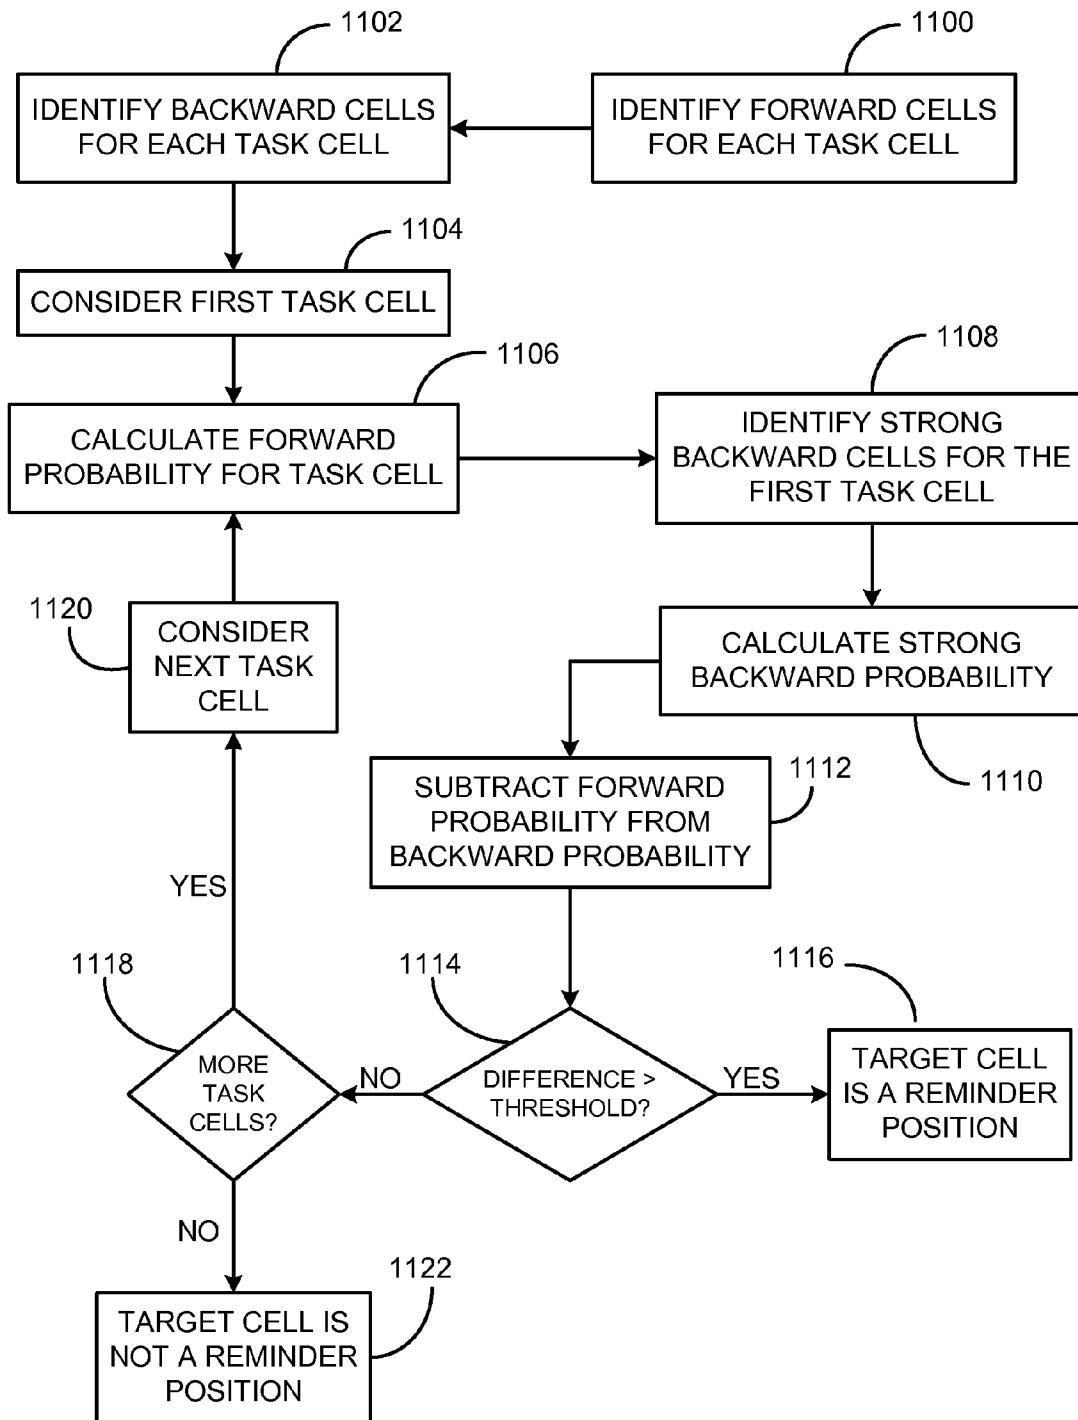 1102
1100
IDENTIFY BACKWARD CELLS
FOR EACH TASK CELL
IDENTIFY FORWARD CELLS
FOR EACH TASK CELL
1104
CONSIDER FIRST TASK CELL
1106
1108
CALCULATE FORWARD
PROBABILITY FOR TASK CELL
IDENTIFY STRONG
BACKWARD CELLS FOR THE
FIRST TASK CELL
1120
CONSIDER
NEXT TASK
CELL
CALCULATE STRONG
BACKWARD PROBABILITY
1110
1112
SUBTRACT FORWARD
PROBABILITY FROM
BACKWARD PROBABILITY
YES
1118
1114
1116
MORE
TASK
CELLS?
NO
DIFFERENCE >
THRESHOLD?
YES
TARGET CELL
IS A REMINDER
POSITION
NO
1122
TARGET CELL IS
NOT A REMINDER
POSITION